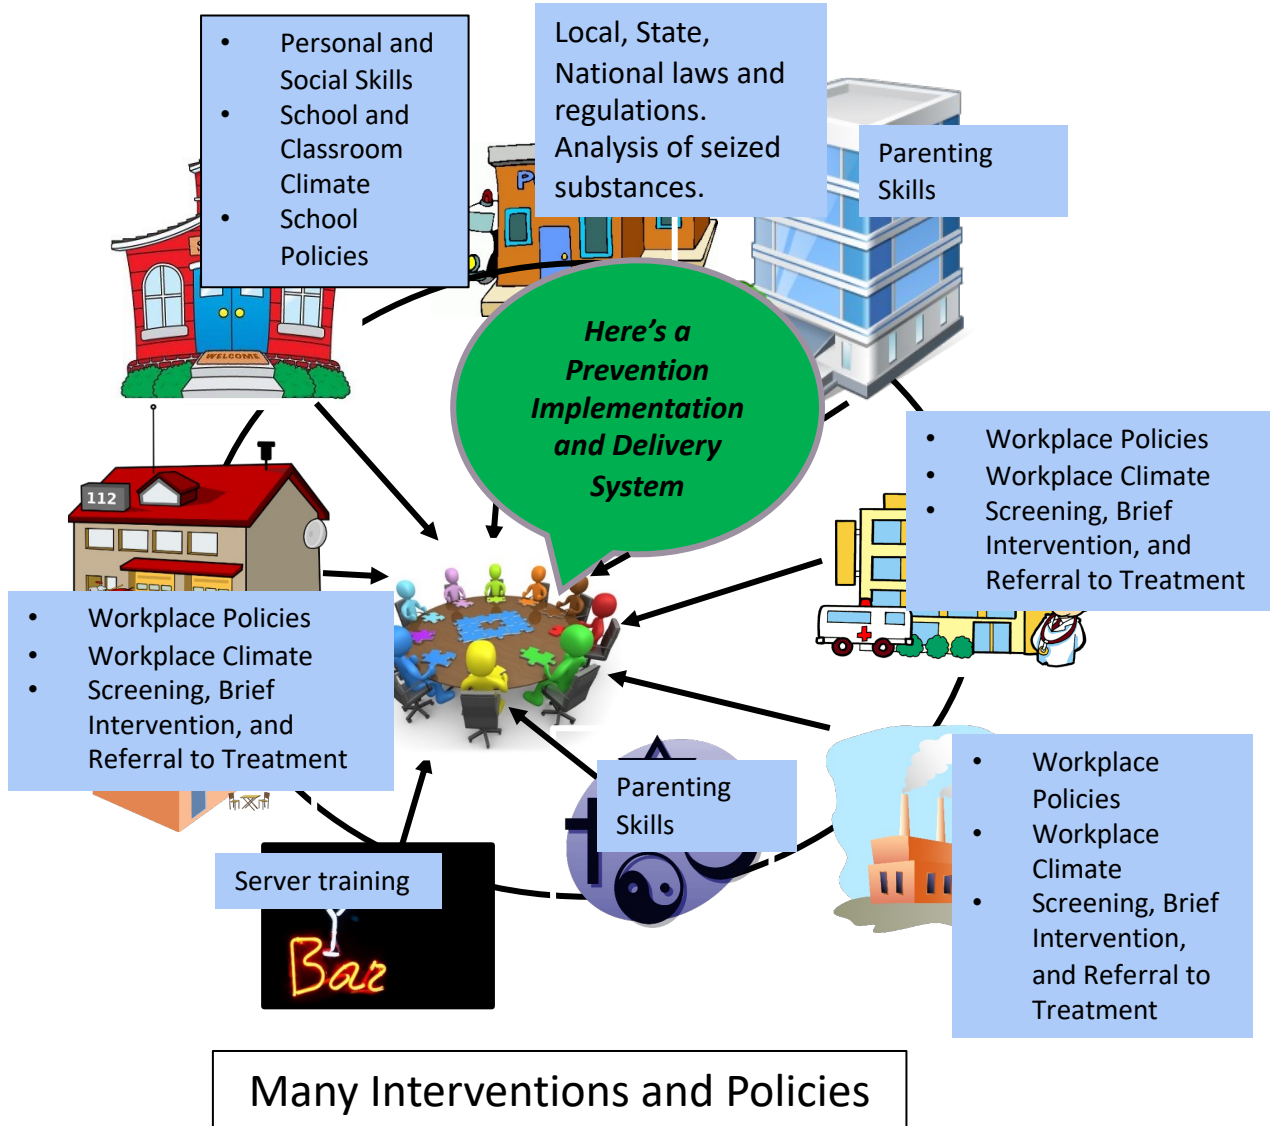 • Personal and
Social Skills
• School and
Classroom
Climate
• School
Policies
Local, State,
National laws and
regulations.
Analysis of seized
substances.
Parenting
Skills
WELCOME
Here’s a
Prevention
Implementation
and Delivery
System
112
• Workplace Policies
• Workplace Climate
• Screening, Brief
Intervention, and
Referral to Treatment
• Workplace Policies
• Workplace Climate
• Screening, Brief
Intervention, and
Referral to Treatment
Parenting
Skills
• Workplace
Policies
• Workplace
Climate
• Screening, Brief
Intervention,
and Referral to
Treatment
Server training
Bar
Many Interventions and Policies